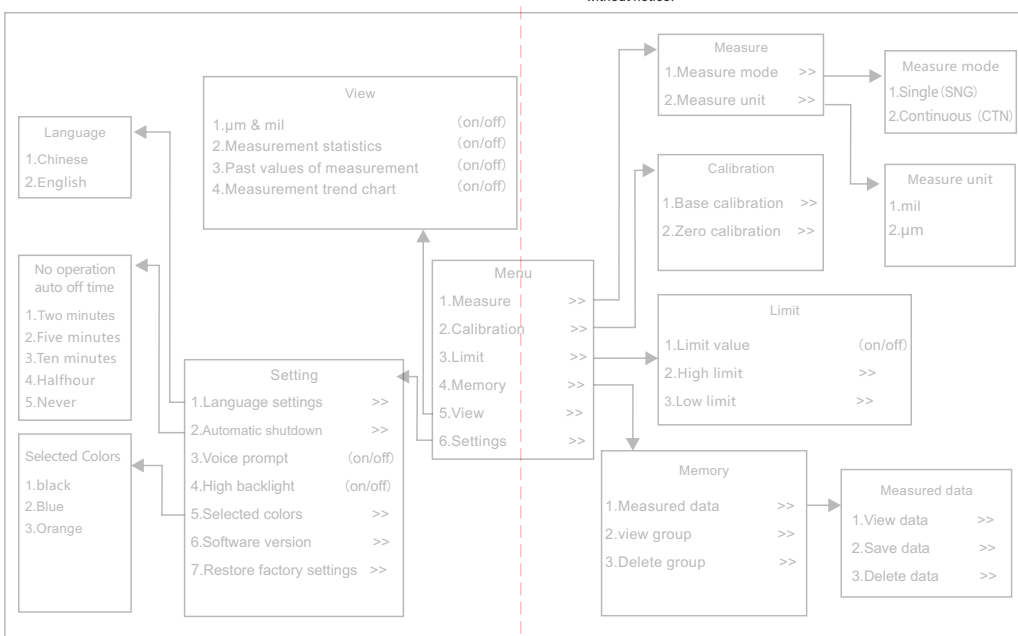 without notice.
View
1.µm & mil (on/off)
2.Measurement statistics (on/off)
3.Past values of measurement (on/off)
4.Measurement trend chart (on/off)
Language
1.Chinese
2.English
No operation
auto off time
1.Two minutes
2.Five minutes
3.Ten minutes
4.Halfhour
5.Never
Selected Colors
1.black
2.Blue
3.Orange
Setting
1.Language settings >>
2.Automatic shutdown >>
3.Voice prompt (on/off)
4.High backlight (on/off)
5.Selected colors >>
6.Software version >>
7.Restore factory settings >>
Menu
1.Measure >>
2.Calibration >>
3.Limit >>
4.Memory >>
5.View >>
6.Settings >>
Measure
1.Measure mode >>
2.Measure unit >>
Measure mode
1.Single(SNG)
2.Continuous (CTN)
Measure unit
1.mil
2.µm
Calibration
1.Base calibration >>
2.Zero calibration >>
Limit
1.Limit value (on/off)
2.High limit >>
3.Low limit >>
Memory
1.Measured data >>
2.view group >>
3.Delete group >>
Measured data
1.View data >>
2.Save data >>
3.Delete data >>